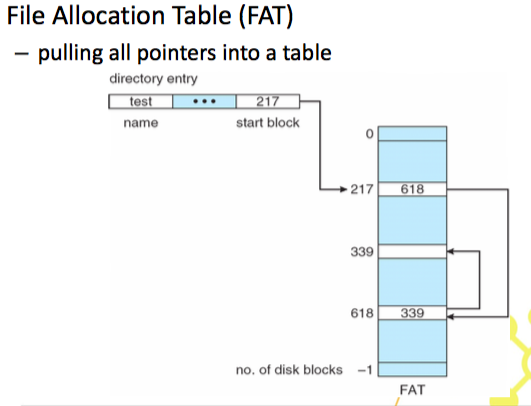 File Allocation Table (FAT)
– pulling all pointers into a table
directory entry
test ••• 217
name start block
0
217 618
339
618 339
no. of disk blocks –1
FAT